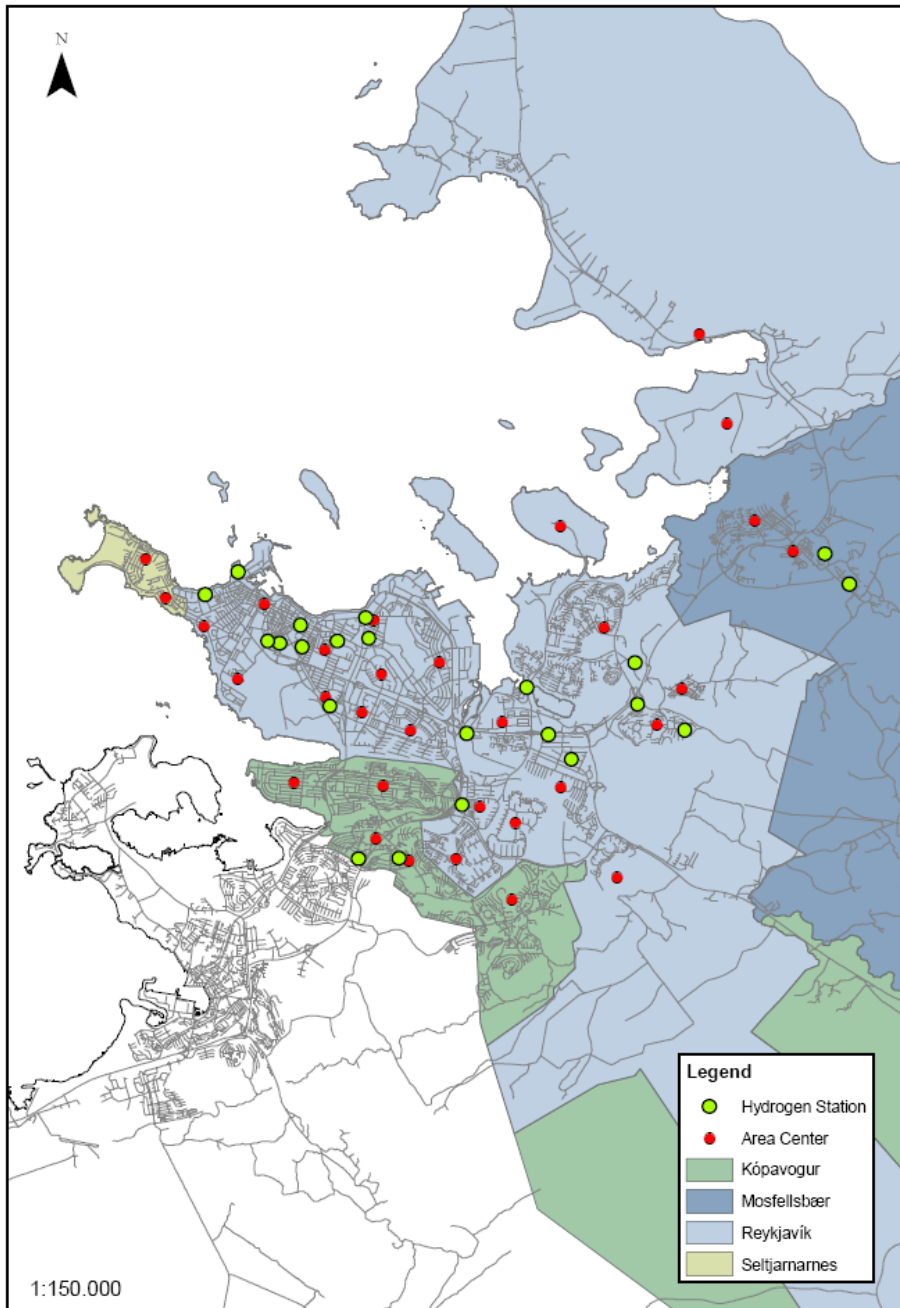 N
Legend
Hydrogen Station
Area Center
Kópavogur
Mosfellsbær
Reykjavík
Seltjarnarnes
1:150.000